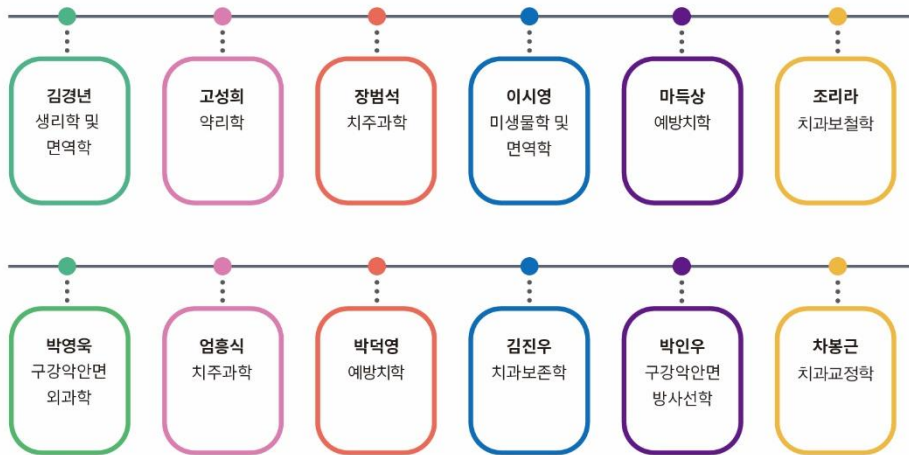 김경년
생리학 및
면역학
고성희
약리학
장범석
치주과학
이시영
미생물학 및
면역학
마득상
예방치학
조리라
치과보철학
박영욱
구강악안면
외과학
엄흥식
치주과학
박덕영
예방치학
김진우
치과보존학
박인우
구강악안면
방사선학
차봉근
치과교정학